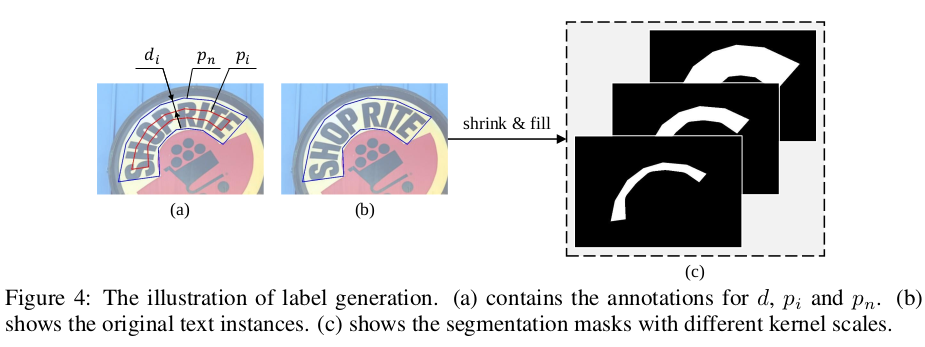 d_i p_n p_i
SHOPRITE
SHOPRITE
shrink & fill
(a)
(b)
(c)
Figure 4: The illustration of label generation. (a) contains the annotations for d, p_i and p_n. (b)
shows the original text instances. (c) shows the segmentation masks with different kernel scales.